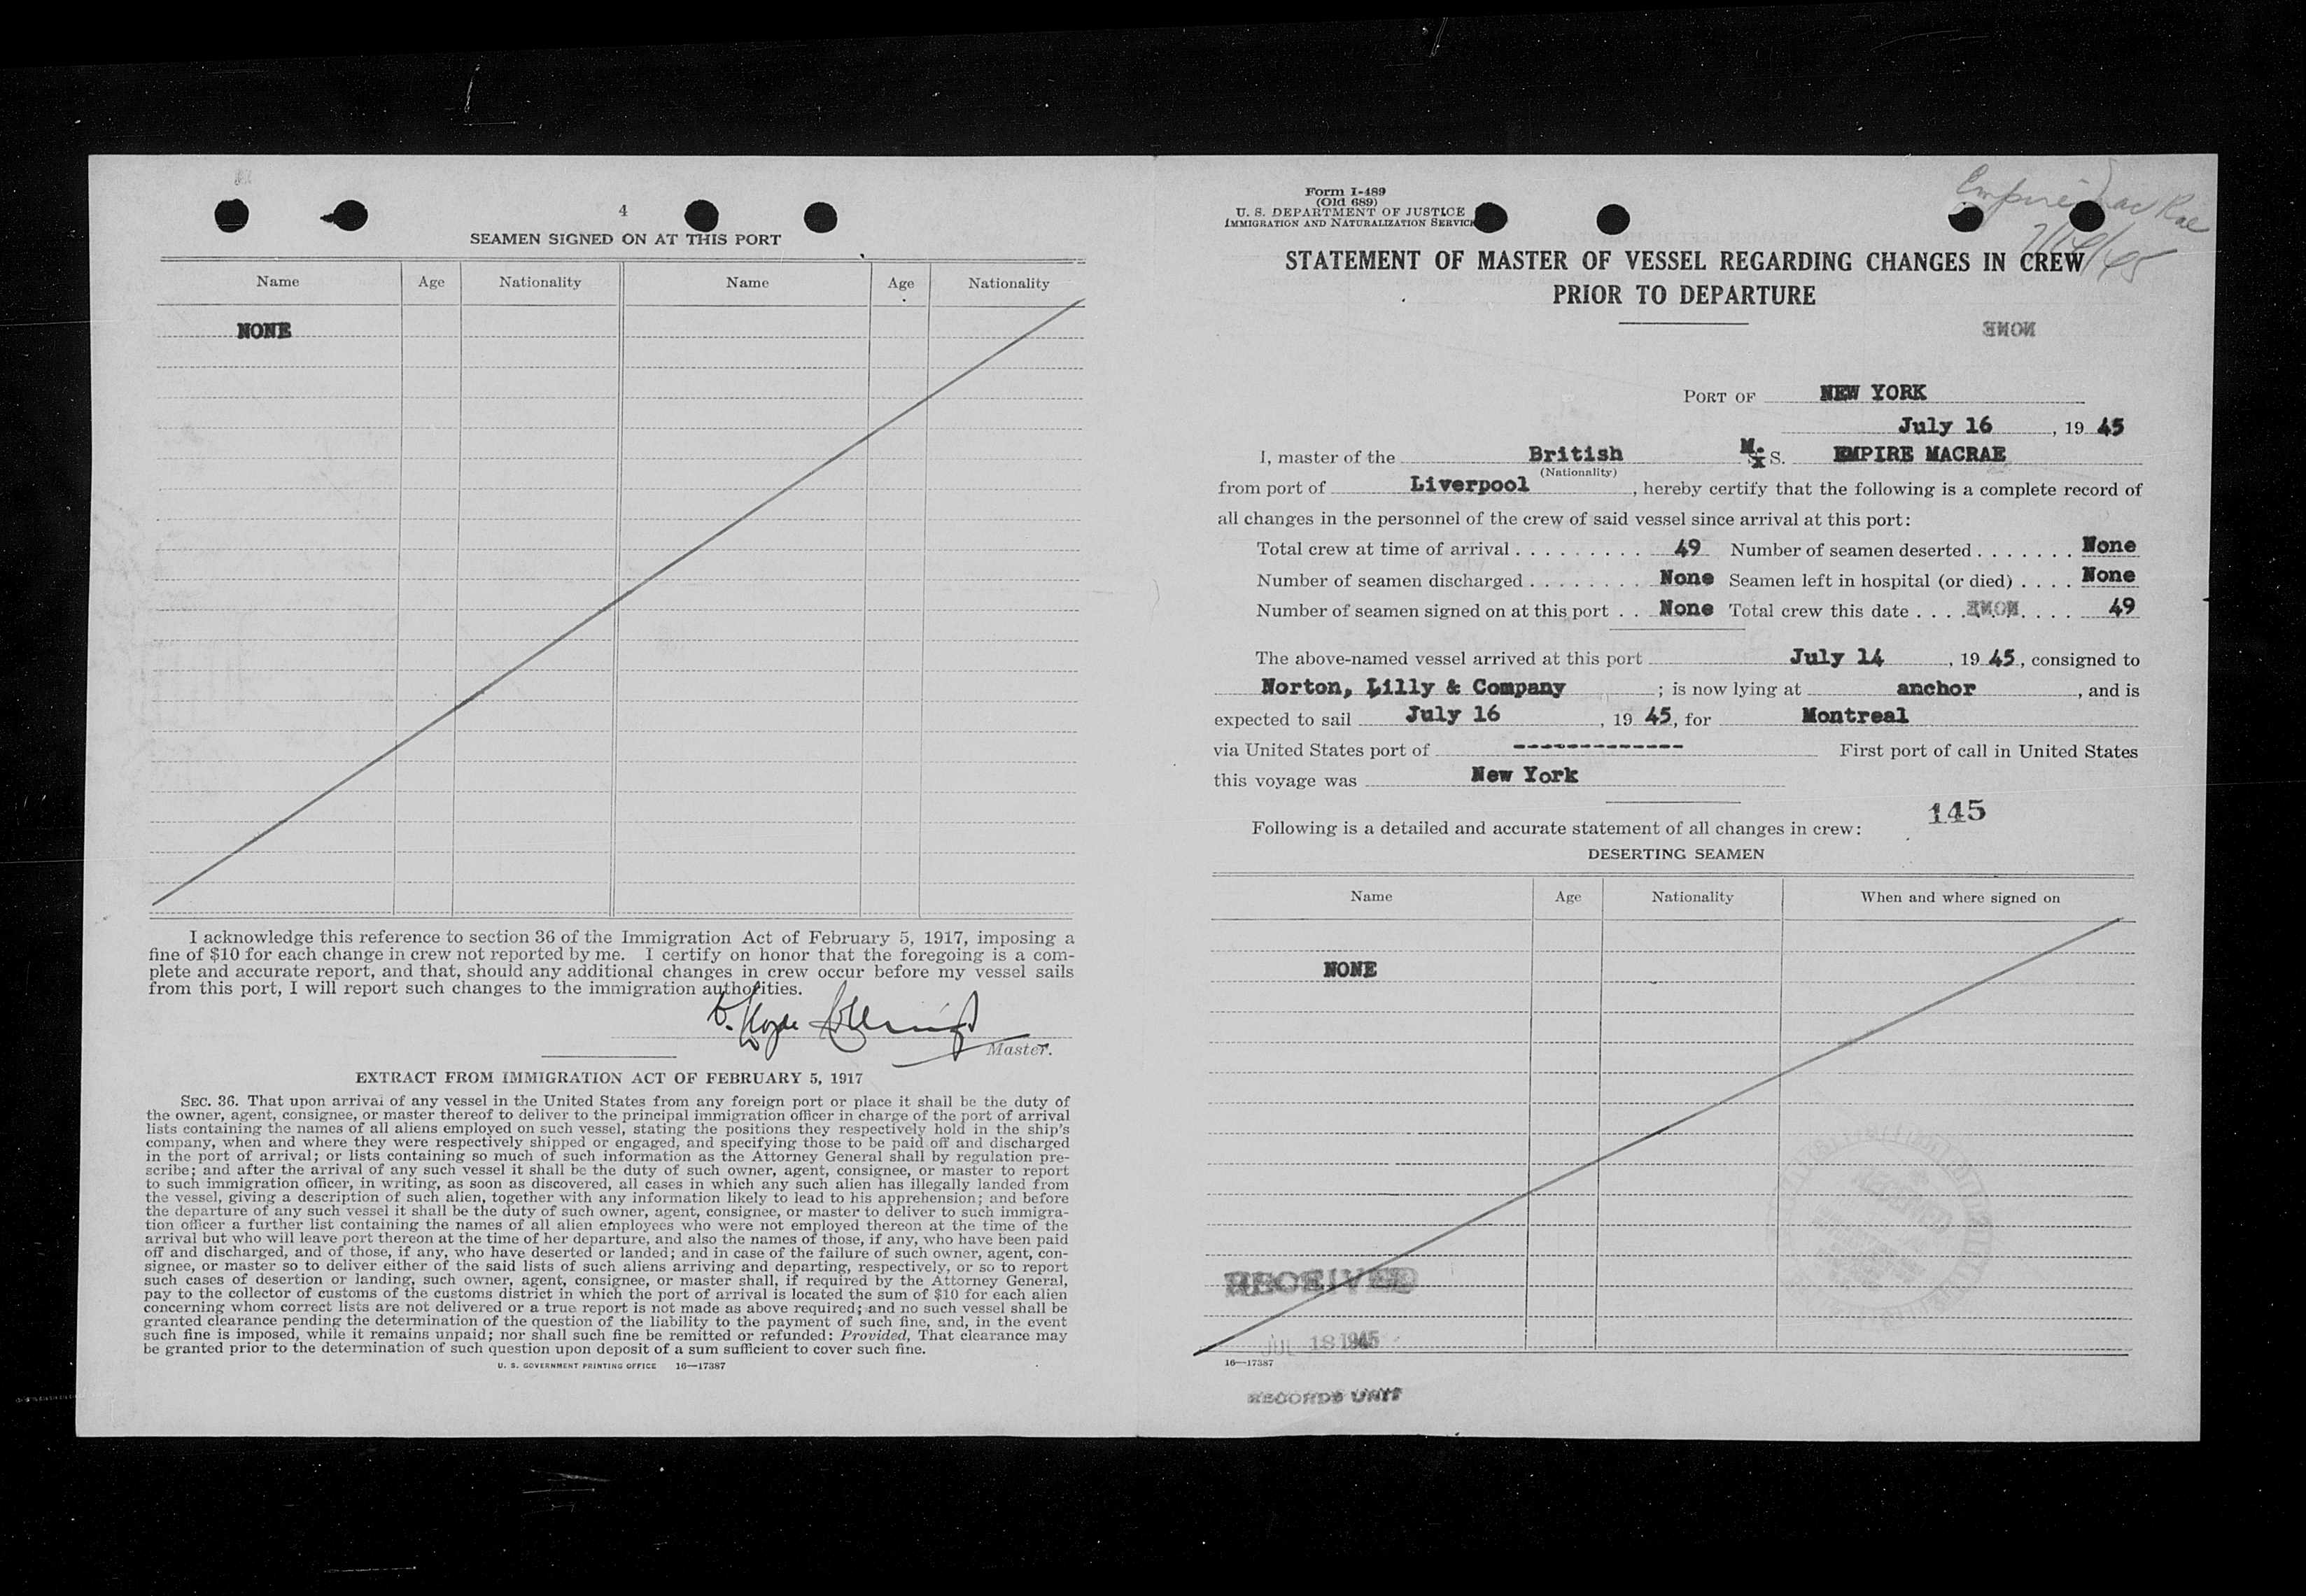 4
SEAMEN SIGNED ON AT THIS PORT
Name Age Nationality Name Age Nationality
NONE
I acknowledge this reference to section 36 of the Immigration Act of February 5, 1917, imposing a
fine of $10 for each change in crew not reported by me. I certify on honor that the foregoing is a com-
plete and accurate report, and that, should any additional changes in crew occur before my vessel sails
from this port, I will report such changes to the immigration authorities.
Master.
EXTRACT FROM IMMIGRATION ACT OF FEBRUARY 5, 1917
SEC. 36. That upon arrival of any vessel in the United States from any foreign port or place it shall be the duty of
the owner, agent, consignee, or master thereof to deliver to the principal immigration officer in charge of the port of arrival
lists containing the names of all aliens employed on such vessel, stating the positions they respectively hold in the ship's
company, when and where they were respectively shipped or engaged, and specifying those to be paid off and discharged
in the port of arrival; or lists containing so much of such information as the Attorney General shall by regulation pre-
scribe; and after the arrival of any such vessel it shall be the duty of such owner, agent, consignee, or master to report
to such immigration officer, in writing, as soon as discovered, all cases in which any such alien has illegally landed from
the vessel, giving a description of such alien, together with any information likely to lead to his apprehension; and before
the departure of any such vessel it shall be the duty of such owner, agent, consignee, or master to deliver to such immigra-
tion officer a further list containing the names of all alien employees who were not employed thereon at the time of the
arrival but who will leave port thereon at the time of her departure, and also the names of those, if any, who have been paid
off and discharged, and of those, if any, who have deserted or landed; and in case of the failure of such owner, agent, con-
signee, or master so to deliver either of the said lists of such aliens arriving and departing, respectively, or so to report
such cases of desertion or landing, such owner, agent, consignee, or master shall, if required by the Attorney General,
pay to the collector of customs of the customs district in which the port of arrival is located the sum of $10 for each alien
concerning whom correct lists are not delivered or a true report is not made as above required; and no such vessel shall be
granted clearance pending the determination of the question of the liability to the payment of such fine, and, in the event
such fine is imposed, while it remains unpaid; nor shall such fine be remitted or refunded: Provided, That clearance may
be granted prior to the determination of such question upon deposit of a sum sufficient to cover such fine.
U. S. GOVERNMENT PRINTING OFFICE 16—17387
Form I-489
(Old 689)
U. S. DEPARTMENT OF JUSTICE
IMMIGRATION AND NATURALIZATION SERVICE
Empire Mac Rae
7/14/45
STATEMENT OF MASTER OF VESSEL REGARDING CHANGES IN CREW
PRIOR TO DEPARTURE
NONE
PORT OF NEW YORK
July 16, 19 45
I, master of the British M. S. EMPIRE MACRAE
(Nationality)
from port of Liverpool, hereby certify that the following is a complete record of
all changes in the personnel of the crew of said vessel since arrival at this port:
Total crew at time of arrival . . . . . . . . . 49 Number of seamen deserted . . . . . . . None
Number of seamen discharged . . . . . . . . None Seamen left in hospital (or died) . . . . None
Number of seamen signed on at this port . . None Total crew this date . . . . NONE . . . . 49
The above-named vessel arrived at this port July 14, 19 45, consigned to
Norton, Lilly & Company; is now lying at anchor, and is
expected to sail July 16, 19 45, for Montreal
via United States port of ------------- First port of call in United States
this voyage was New York
145
Following is a detailed and accurate statement of all changes in crew:
DESERTING SEAMEN
Name Age Nationality When and where signed on
NONE
RECEIVED
JUL 18 1945
16—17387
RECORDS UNIT